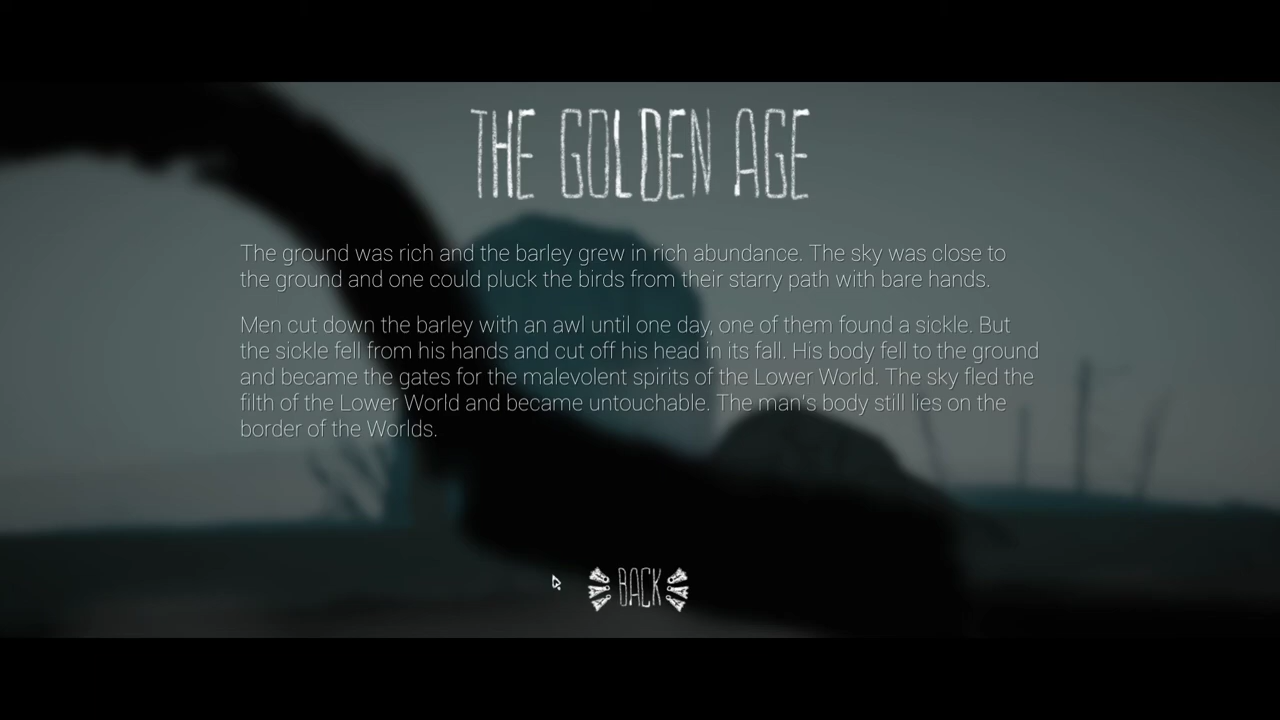 THE GOLDEN AGE
The ground was rich and the barley grew in rich abundance. The sky was close to
the ground and one could pluck the birds from their starry path with bare hands.
Men cut down the barley with an awl until one day, one of them found a sickle. But
the sickle fell from his hands and cut off his head in its fall. His body fell to the ground
and became the gates for the malevolent spirits of the Lower World. The sky fled the
filth of the Lower World and became untouchable. The man's body still lies on the
border of the Worlds.
BACK